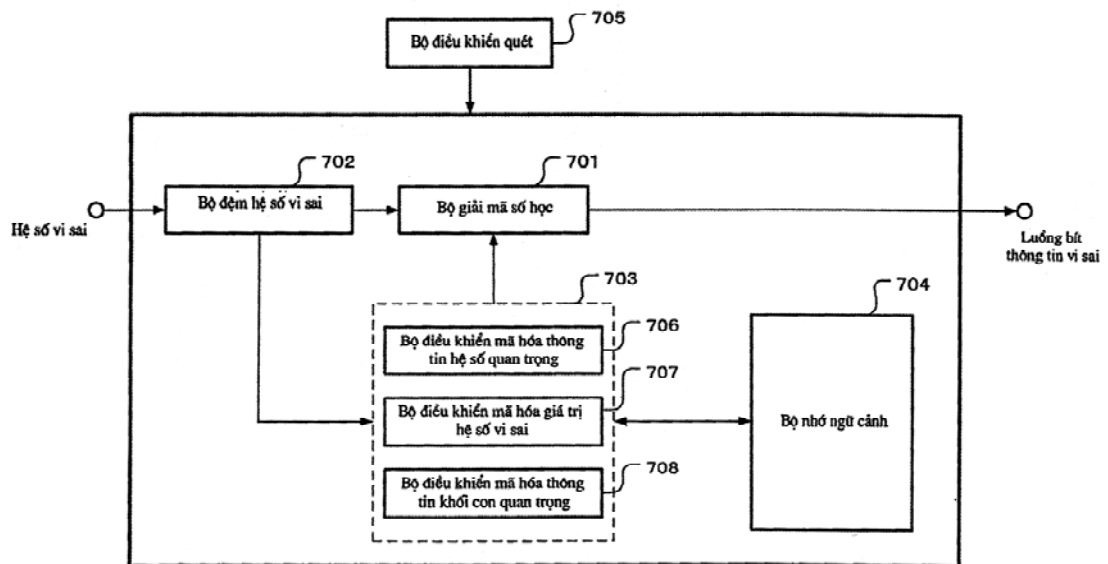 705
Bộ điều khiển quét
702
701
Bộ đệm hệ số vi sai
Bộ giải mã số học
Hệ số vi sai
Luồng bít
thông tin vi sai
703
704
706
Bộ điều khiển mã hóa thông
tin hệ số quan trọng
707
Bộ điều khiển mã hóa giá trị
hệ số vi sai
Bộ nhớ ngữ cảnh
708
Bộ điều khiển mã hóa thông
tin khối con quan trọng